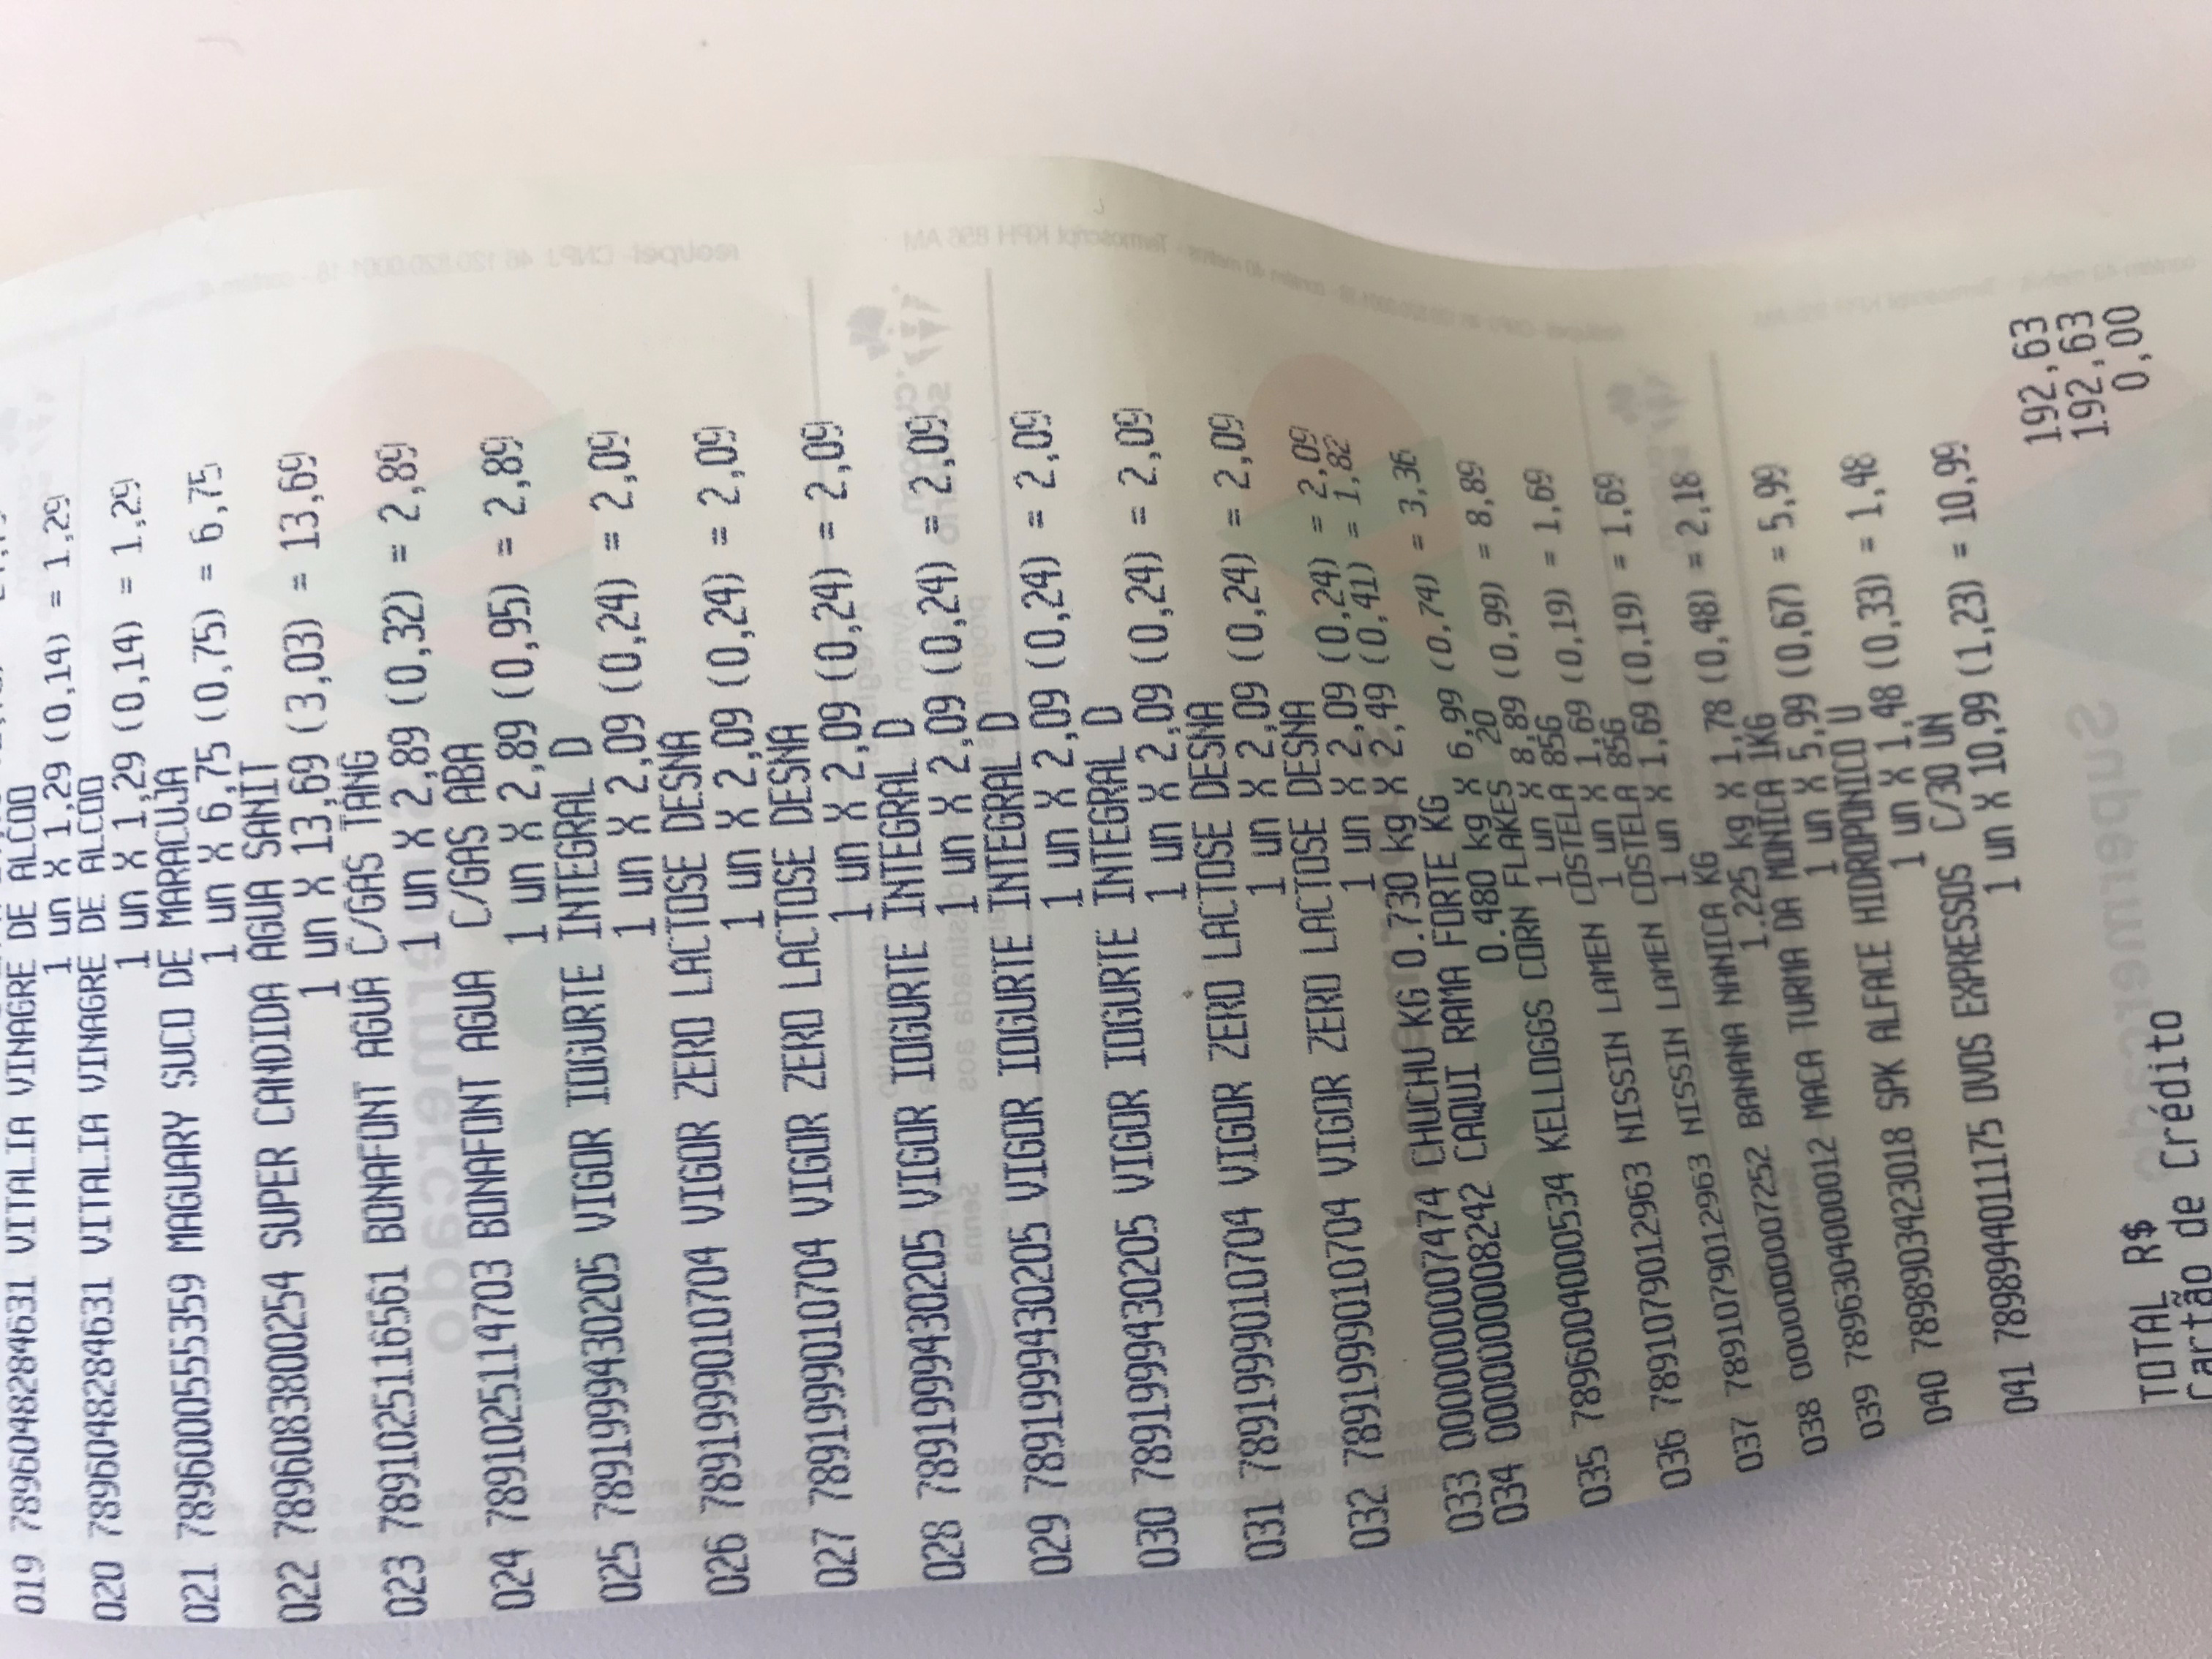 019 7896048284631 VITALIA VINAGRE DE ALCOO
1 un X 1,29 (0,14) = 1,29
020 7896048284631 VITALIA VINAGRE DE ALCOO
1 un X 1,29 (0,14) = 1,29
021 7896000555359 MAGUARY SUCO DE MARACUJA
1 un X 6,75 (0,75) = 6,75
022 7896083800254 SUPER CANDIDA AGUA SANIT
1 un X 13,69 (3,03) = 13,69
023 7891025116561 BONAFONT AGUA C/GAS TANG
1 un X 2,89 (0,32) = 2,89
024 7891025114703 BONAFONT AGUA C/GAS ABA
1 un X 2,89 (0,95) = 2,89
025 7891999430205 VIGOR IOGURTE INTEGRAL D
1 un X 2,09 (0,24) = 2,09
026 7891999010704 VIGOR ZERO LACTOSE DESNA
1 un X 2,09 (0,24) = 2,09
027 7891999010704 VIGOR ZERO LACTOSE DESNA
1 un X 2,09 (0,24) = 2,09
028 7891999430205 VIGOR IOGURTE INTEGRAL D
1 un X 2,09 (0,24) = 2,09
029 7891999430205 VIGOR IOGURTE INTEGRAL D
1 un X 2,09 (0,24) = 2,09
030 7891999430205 VIGOR IOGURTE INTEGRAL D
1 un X 2,09 (0,24) = 2,09
031 7891999010704 VIGOR ZERO LACTOSE DESNA
1 un X 2,09 (0,24) = 2,09
032 7891999010704 VIGOR ZERO LACTOSE DESNA
1 un X 2,09 (0,24) = 2,09
033 0000000007474 CHUCHU KG 0.730 kg X 2,49 (0,41) = 1,82
034 0000000008242 CAQUI RAMA FORTE KG
0.480 kg X 6,99 (0,74) = 3,36
035 7896004000534 KELLOGGS CORN FLAKES 20
1 un X 8,89 (0,99) = 8,89
036 7891079012963 NISSIN LAMEN COSTELA 856
1 un X 1,69 (0,19) = 1,69
037 7891079012963 NISSIN LAMEN COSTELA 856
1 un X 1,69 (0,19) = 1,69
038 0000000007252 BANANA NANICA KG
1.225 kg X 1,78 (0,48) = 2,18
039 7896304000012 MACA TURMA DA MONICA 1KG
1 un X 5,99 (0,67) = 5,99
040 7898903423018 SPK ALFACE HIDROPONICO U
1 un X 1,48 (0,33) = 1,48
041 7898944011175 OVOS EXPRESSOS C/30 UN
1 un X 10,99 (1,23) = 10,99
TOTAL R$ 192,63
Cartão de Crédito 192,63
0,00